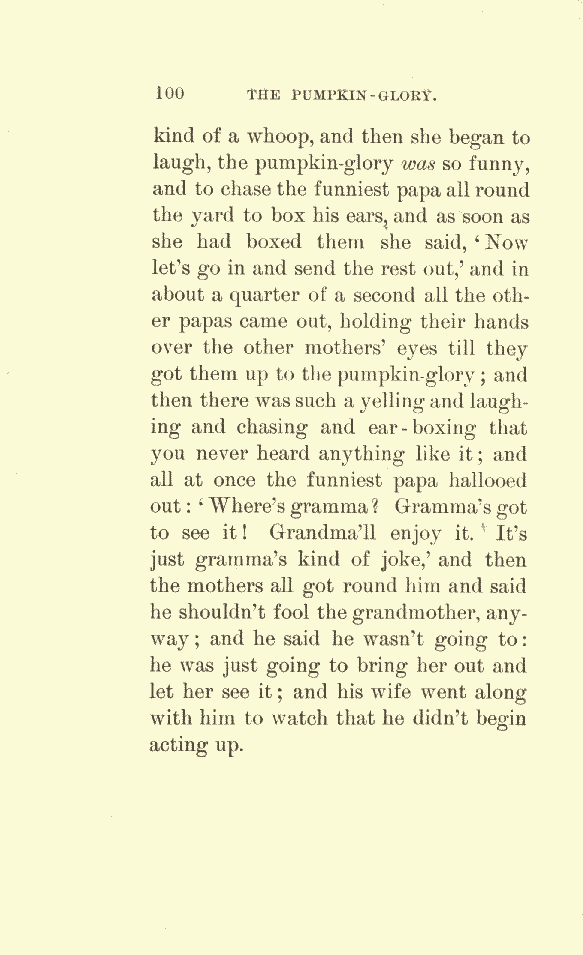 100 THE PUMPKIN-GLORY.
kind of a whoop, and then she began to
laugh, the pumpkin-glory was so funny,
and to chase the funniest papa all round
the yard to box his ears, and as soon as
she had boxed them she said, ‘Now
let’s go in and send the rest out,’ and in
about a quarter of a second all the oth-
er papas came out, holding their hands
over the other mothers’ eyes till they
got them up to the pumpkin-glory; and
then there was such a yelling and laugh-
ing and chasing and ear-boxing that
you never heard anything like it; and
all at once the funniest papa hallooed
out: ‘Where’s gramma? Gramma’s got
to see it! Grandma’ll enjoy it. It’s
just gramma’s kind of joke,’ and then
the mothers all got round him and said
he shouldn’t fool the grandmother, any-
way; and he said he wasn’t going to:
he was just going to bring her out and
let her see it; and his wife went along
with him to watch that he didn’t begin
acting up.